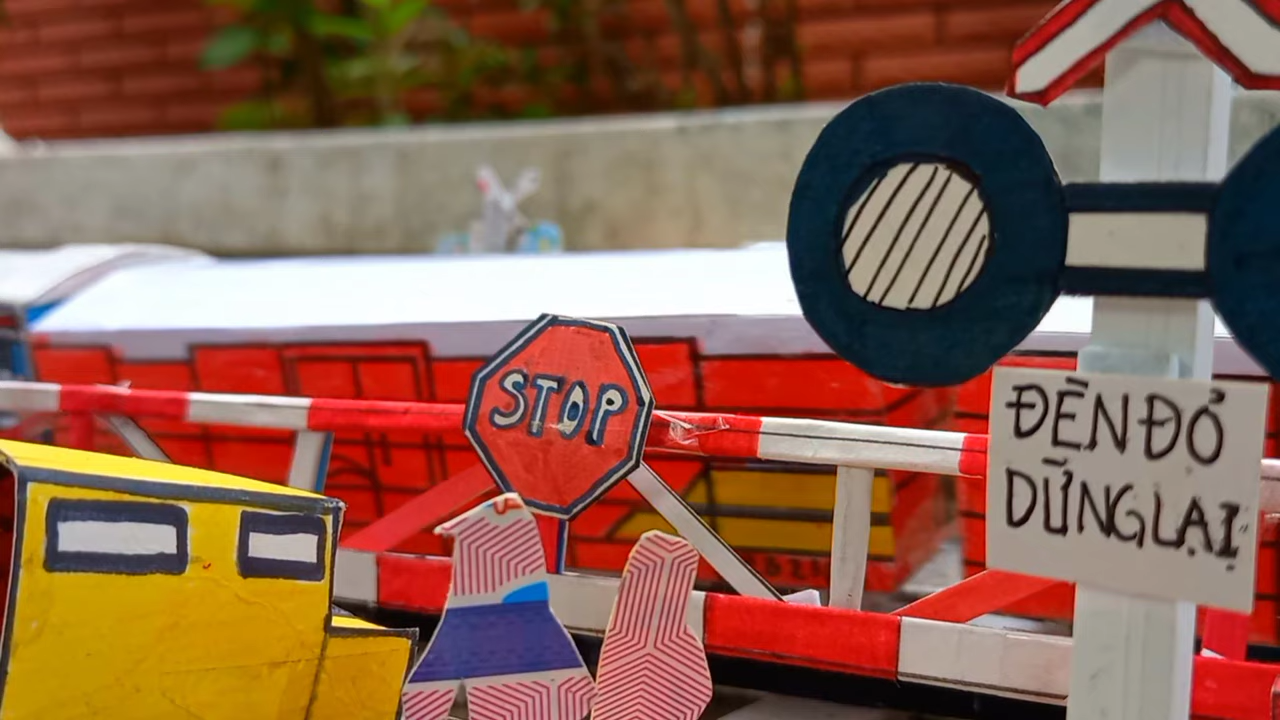 STOP
ĐÈN ĐỎ
DỪNG LẠI